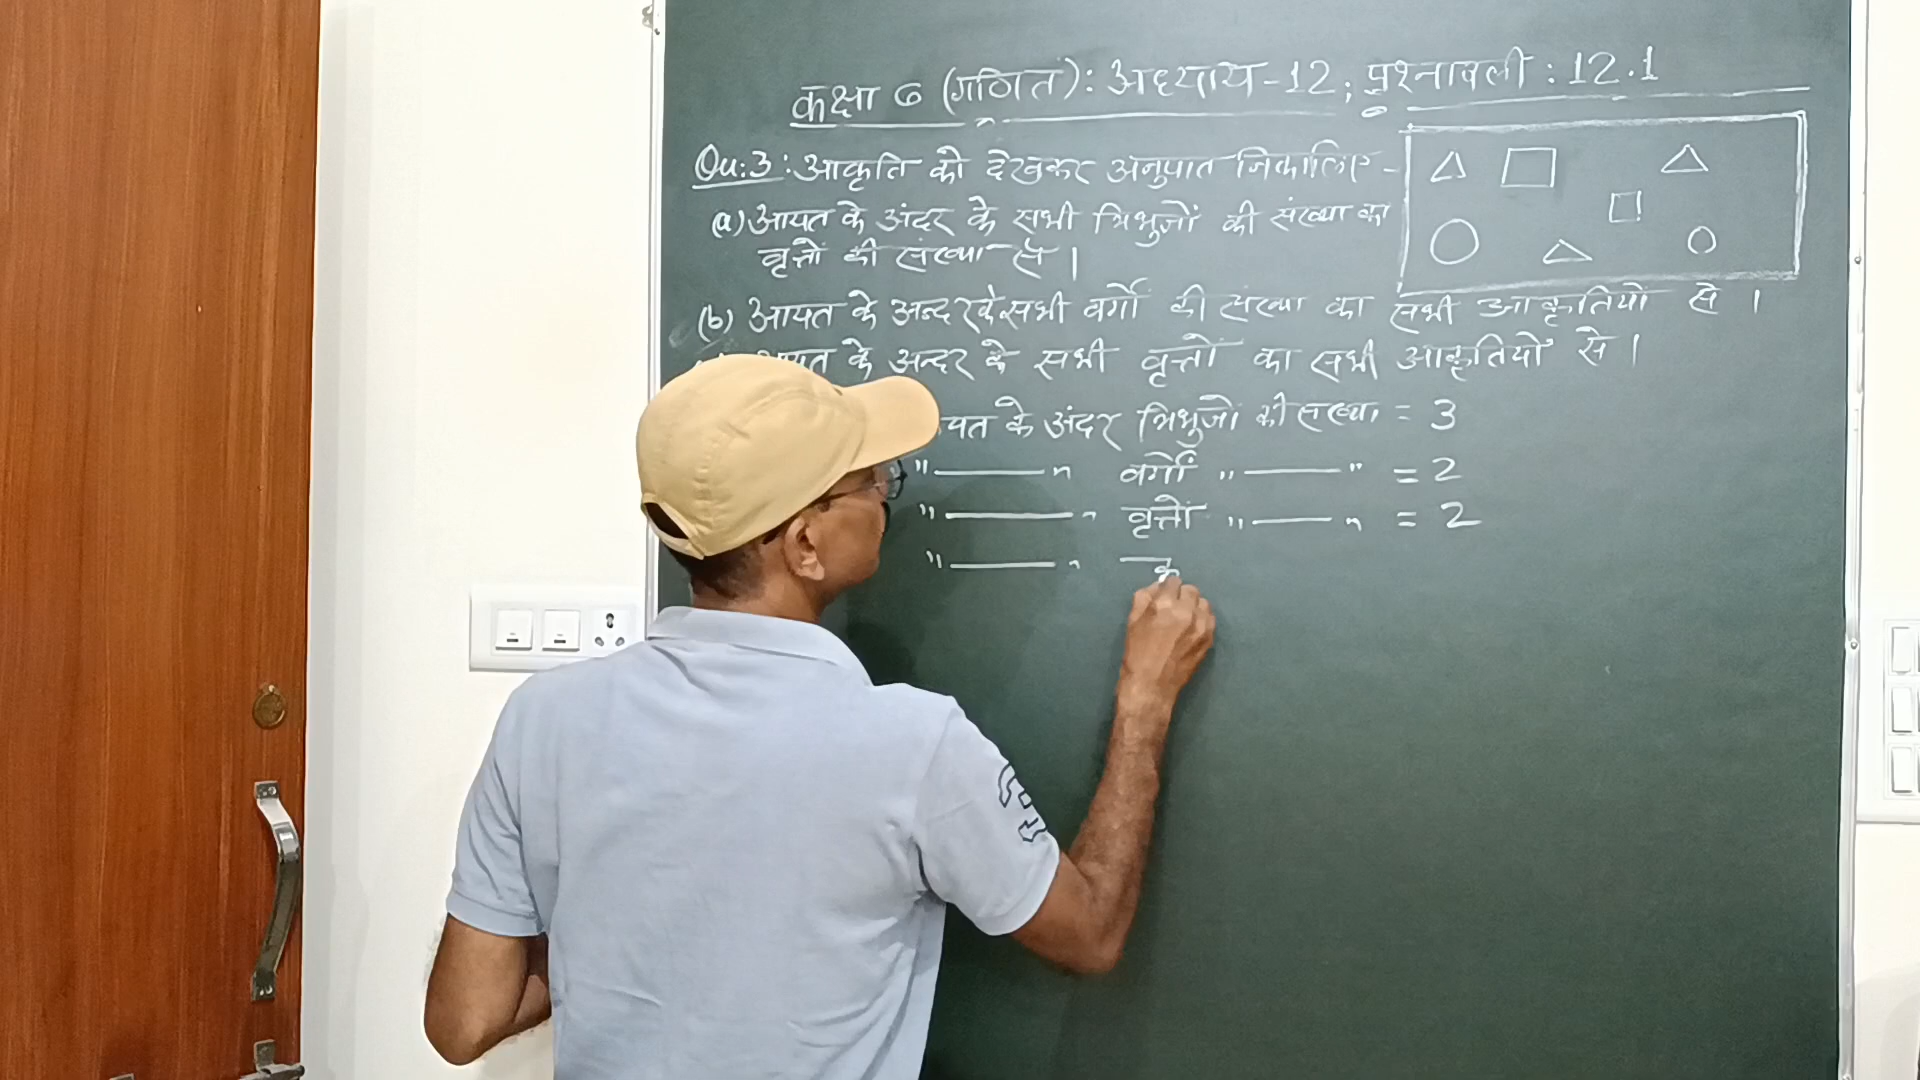 कक्षा 6 (गणित): अध्याय-12; प्रश्नावली: 12.1
Qu:3: आकृति को देखकर अनुपात निकालिए-
(a) आयत के अंदर के सभी त्रिभुजों की संख्या का
वृत्तों की संख्या से।
(b) आयत के अन्दर के सभी वर्गों की संख्या का सभी आकृतियों से।
यत के अन्दर के सभी वृत्तों का सभी आकृतियों से।
यत के अंदर त्रिभुजों की संख्या = 3
"———" वर्गों "———" = 2
"———" वृत्तों "———" = 2
"———"